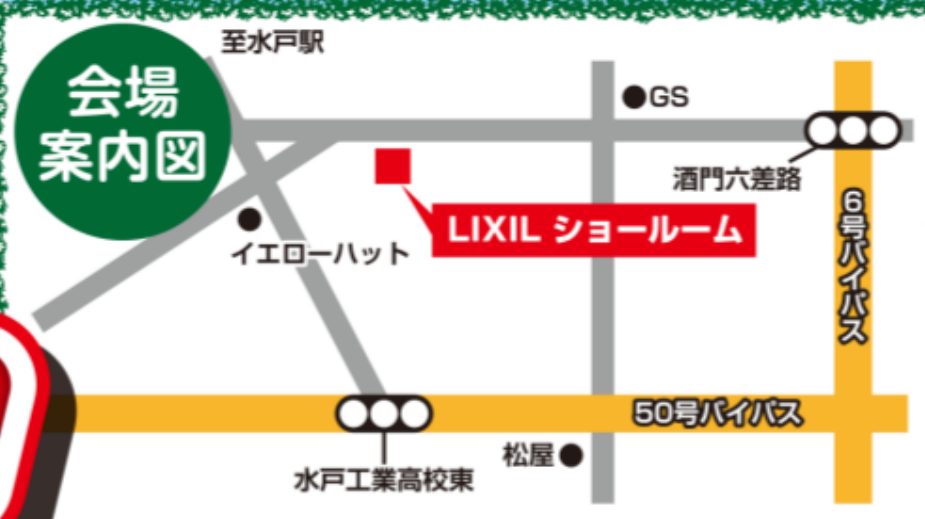 至水戸駅
会場
案内図
GS
酒門六差路
LIXIL ショールーム
イエローハット
6号バイパス
50号バイパス
松屋
水戸工業高校東